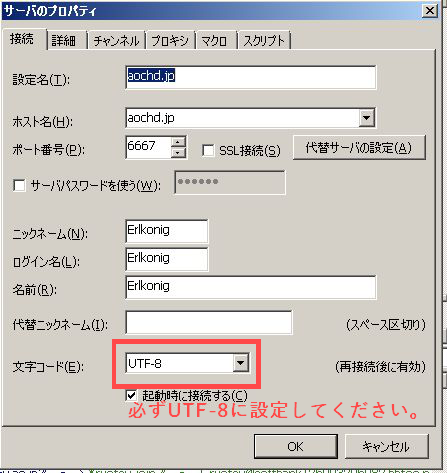 サーバのプロパティ
接続 詳細 チャンネル プロキシ マクロ スクリプト
設定名(T): aochd.jp
ホスト名(H): aochd.jp
ポート番号(P): 6667 SSL接続(S) 代替サーバの設定(A)
サーバパスワードを使う(W): ••••••
ニックネーム(N): Erlkonig
ログイン名(L): Erlkonig
名前(R): Erlkonig
代替ニックネーム(I): (スペース区切り)
文字コード(E): UTF-8 (再接続後に有効)
起動時に接続する(C)
必ずUTF-8に設定してください。
OK キャンセル